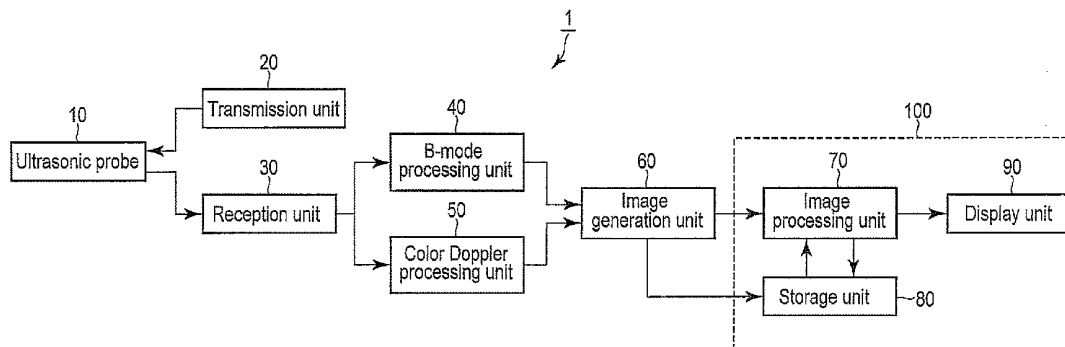 1
20
Transmission unit
10
Ultrasonic probe
30
Reception unit
40
B-mode
processing unit
50
Color Doppler
processing unit
60
Image
generation unit
100
70
Image
processing unit
90
Display unit
Storage unit
80